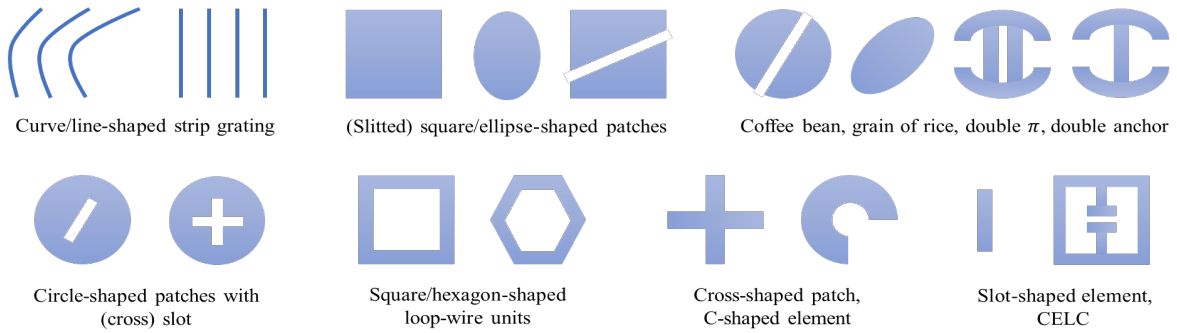 Curve/line-shaped strip grating
(Slitted) square/ellipse-shaped patches
Coffee bean, grain of rice, double π, double anchor
Circle-shaped patches with
(cross) slot
Square/hexagon-shaped
loop-wire units
Cross-shaped patch,
C-shaped element
Slot-shaped element,
CELC